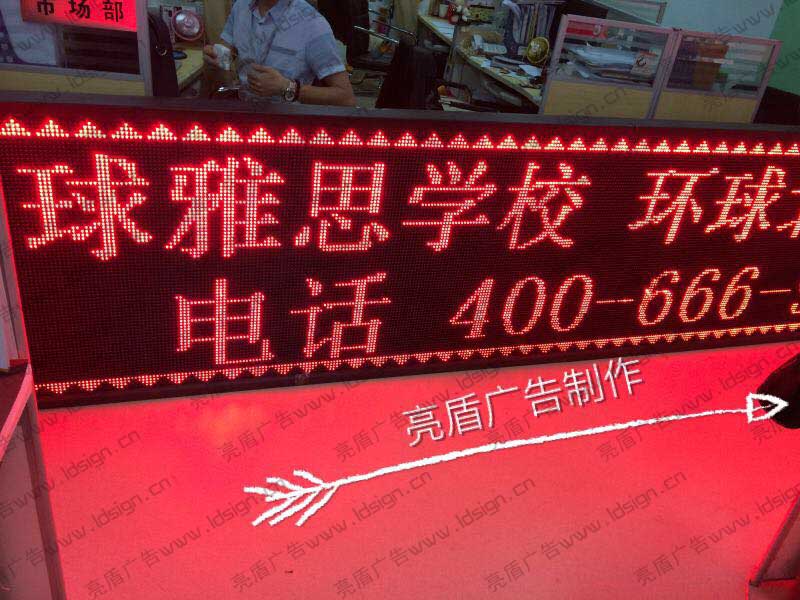 市场部
球雅思学校 环球
电话 400-666-
亮盾广告制作
亮盾广告www.ldsign.cn